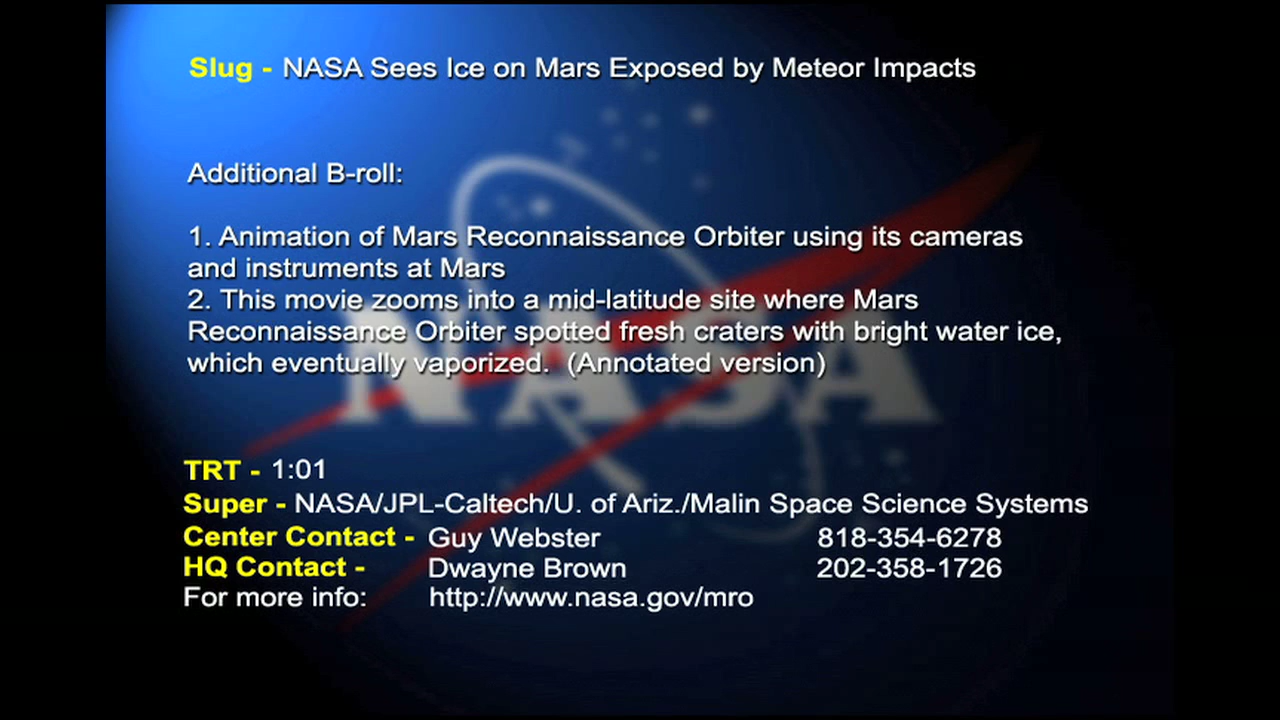 Slug - NASA Sees Ice on Mars Exposed by Meteor Impacts
Additional B-roll:
1. Animation of Mars Reconnaissance Orbiter using its cameras
and instruments at Mars
2. This movie zooms into a mid-latitude site where Mars
Reconnaissance Orbiter spotted fresh craters with bright water ice,
which eventually vaporized.  (Annotated version)
NASA
TRT - 1:01
Super - NASA/JPL-Caltech/U. of Ariz./Malin Space Science Systems
Center Contact - Guy Webster 818-354-6278
HQ Contact - Dwayne Brown 202-358-1726
For more info: http://www.nasa.gov/mro